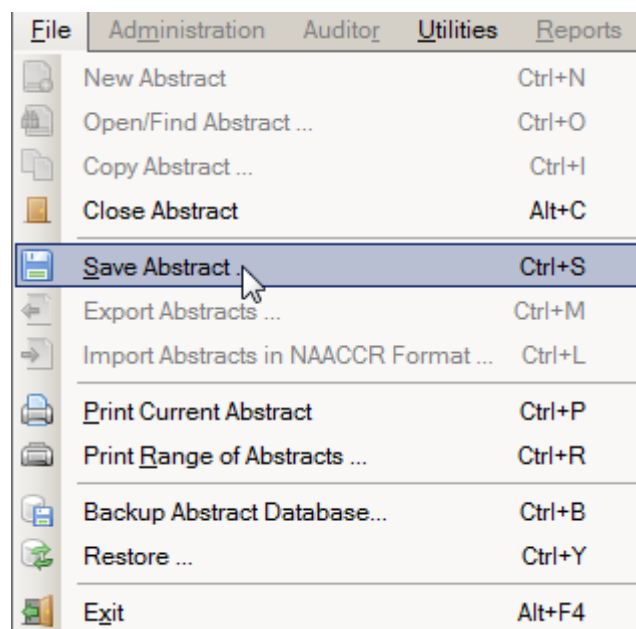 File Administration Auditor Utilities Reports
New Abstract Ctrl+N
Open/Find Abstract ... Ctrl+O
Copy Abstract ... Ctrl+I
Close Abstract Alt+C
Save Abstract . Ctrl+S
Export Abstracts ... Ctrl+M
Import Abstracts in NAACCR Format ... Ctrl+L
Print Current Abstract Ctrl+P
Print Range of Abstracts ... Ctrl+R
Backup Abstract Database... Ctrl+B
Restore ... Ctrl+Y
Exit Alt+F4